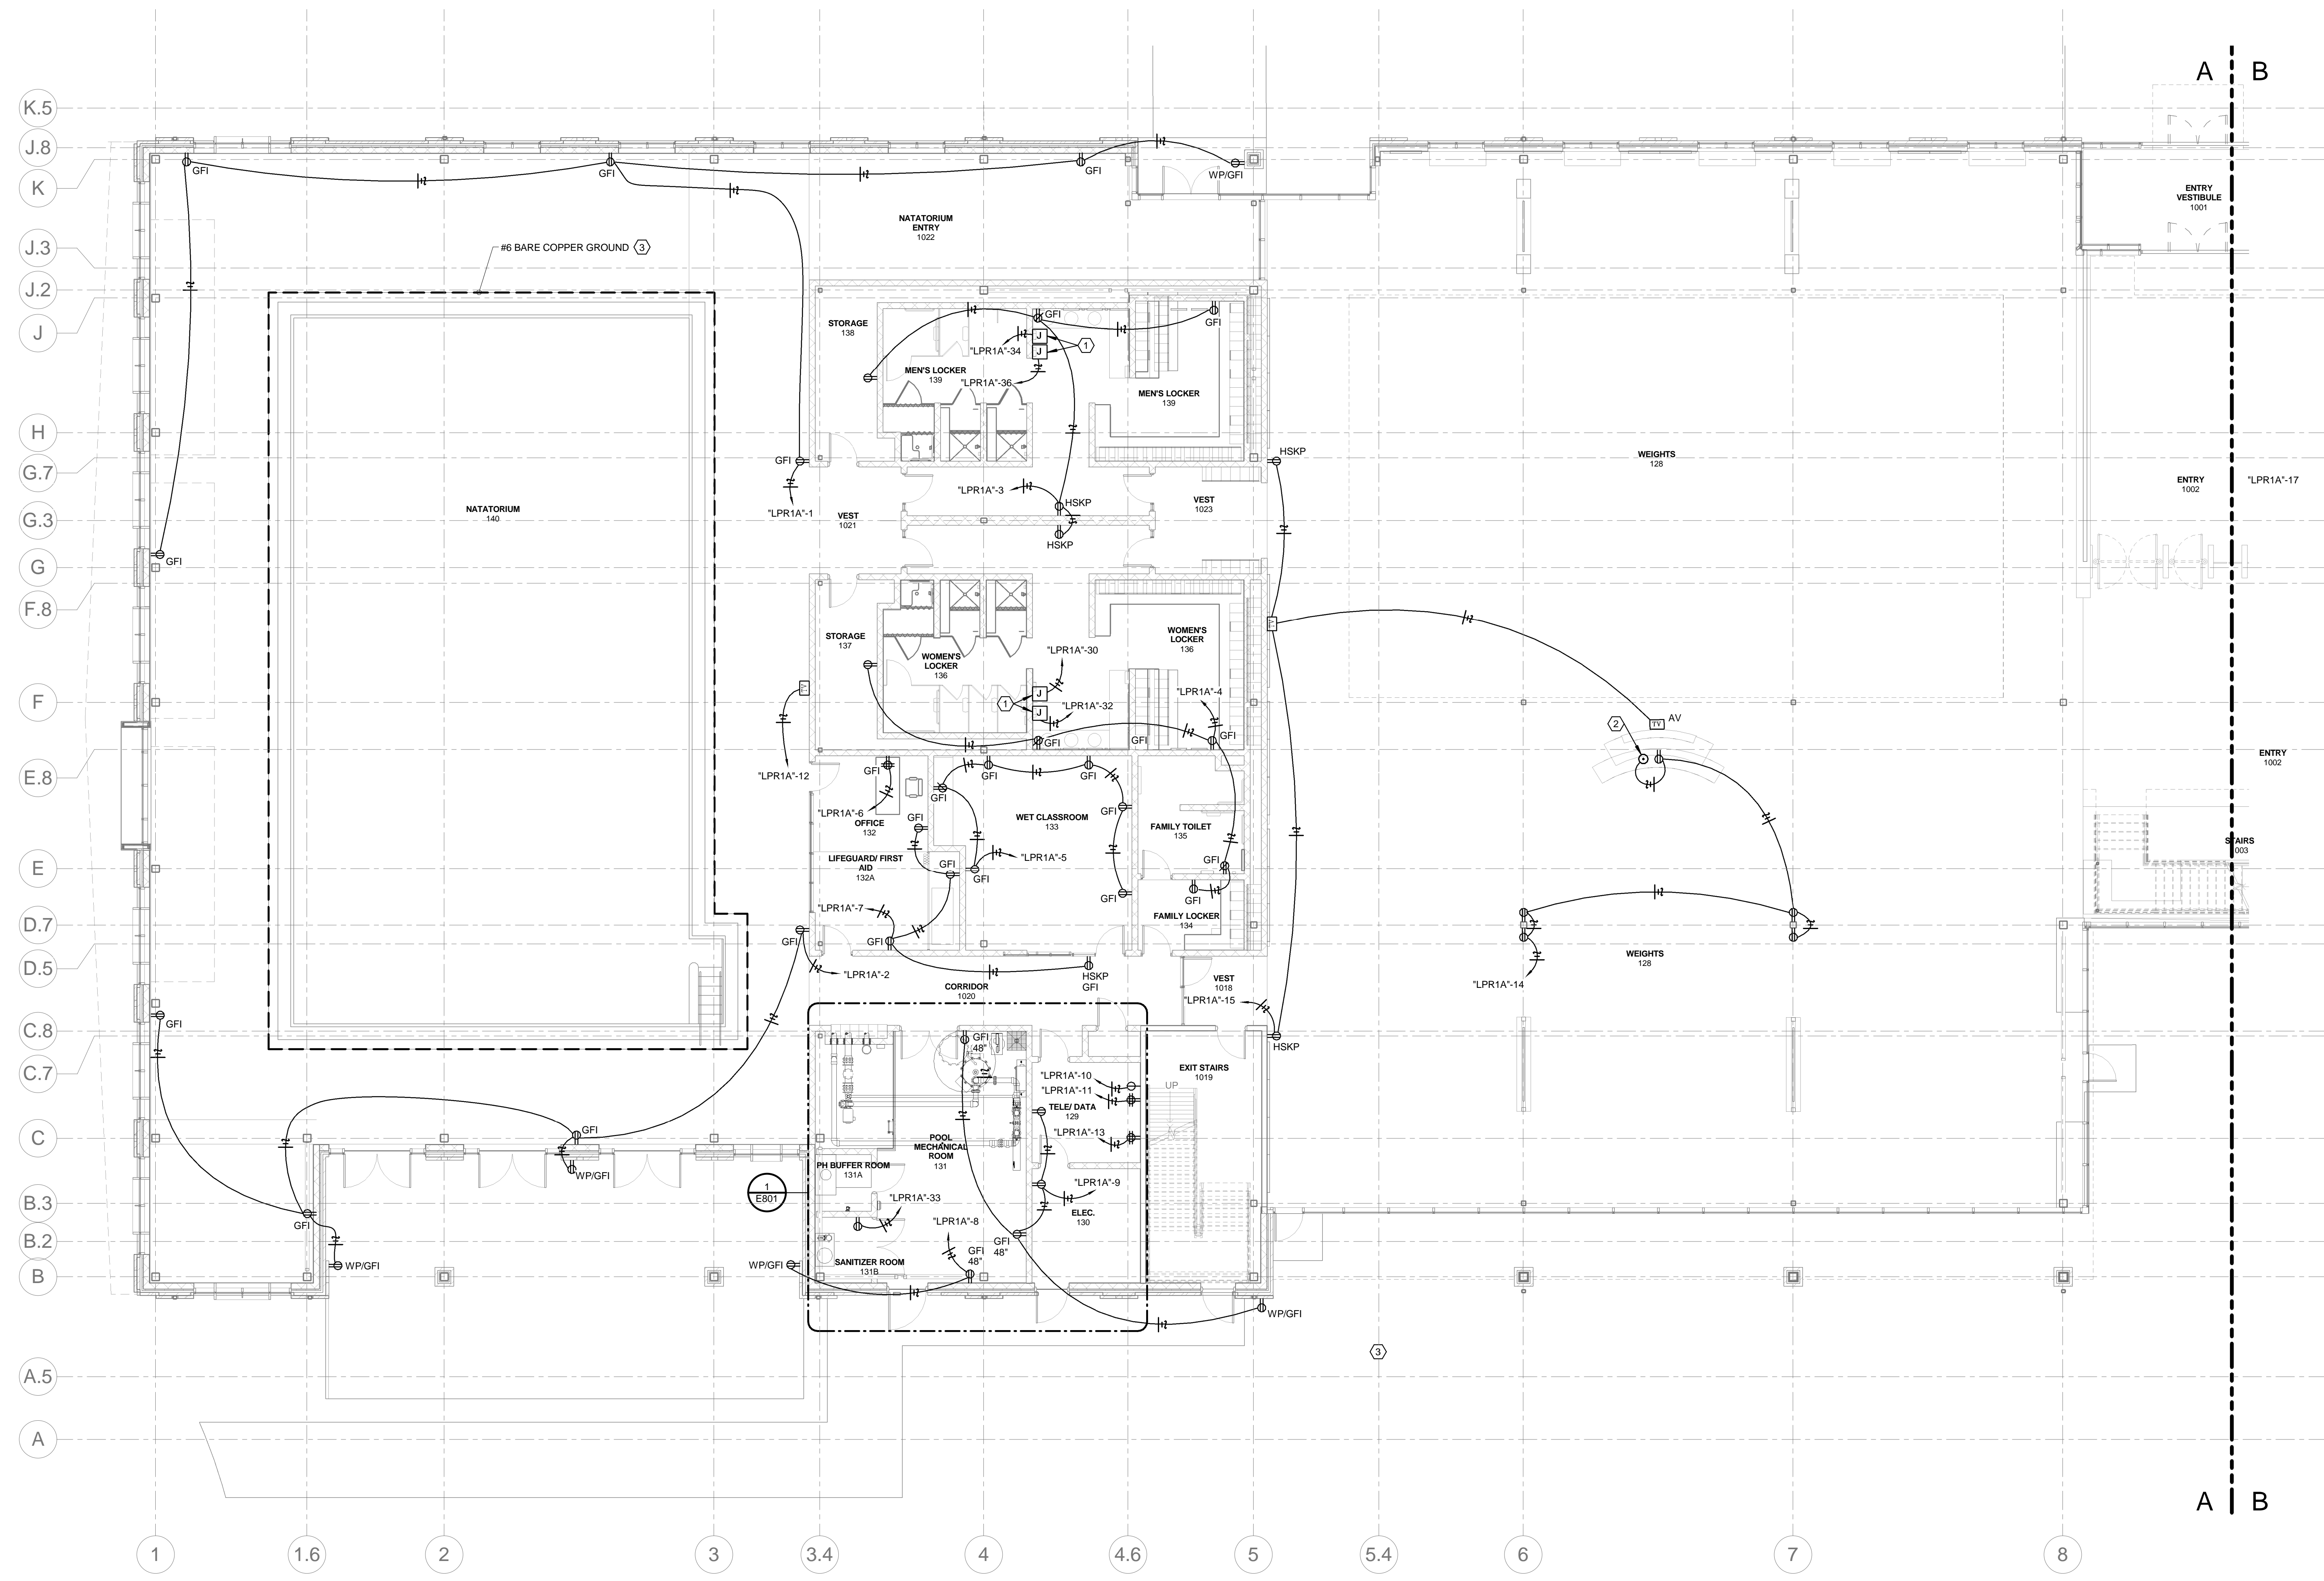 A B
K.5
J.8
K
J.3
J.2
J
H
G.7
G.3
G
F.8
F
E.8
E
D.7
D.5
C.8
C.7
C
B.3
B.2
B
A.5
A
GFI
GFI
GFI
WP/GFI
NATATORIUM
ENTRY
1022
ENTRY
VESTIBULE
1001
#6 BARE COPPER GROUND 3
STORAGE
138
GFI
GFI
J
J
1
"LPR1A"-34
"LPR1A"-36
MEN'S LOCKER
139
MEN'S LOCKER
139
GFI
HSKP
WEIGHTS
128
"LPR1A"-1
"LPR1A"-3
HSKP
HSKP
VEST
1021
VEST
1023
NATATORIUM
140
ENTRY
1002
"LPR1A"-17
GFI
STORAGE
137
WOMEN'S
LOCKER
136
WOMEN'S
LOCKER
136
TV
TV
"LPR1A"-30
J
J
1
"LPR1A"-32
"LPR1A"-4
GFI
GFI
GFI
2
TV
AV
"LPR1A"-12
ENTRY
1002
GFI
GFI
GFI
GFI
GFI
"LPR1A"-6
OFFICE
132
GFI
WET CLASSROOM
133
FAMILY TOILET
135
STAIRS
1003
LIFEGUARD/ FIRST
AID
132A
GFI
"LPR1A"-5
GFI
GFI
GFI
GFI
"LPR1A"-7
GFI
FAMILY LOCKER
134
GFI
"LPR1A"-2
HSKP
GFI
CORRIDOR
1020
VEST
1018
"LPR1A"-15
WEIGHTS
128
"LPR1A"-14
GFI
HSKP
GFI
48"
EXIT STAIRS
1019
UP
"LPR1A"-10
"LPR1A"-11
TELE/ DATA
129
"LPR1A"-13
GFI
WP/GFI
POOL
MECHANICAL
ROOM
131
PH BUFFER ROOM
131A
1
E801
"LPR1A"-33
"LPR1A"-9
ELEC.
130
"LPR1A"-8
GFI
48"
GFI
48"
GFI
WP/GFI
WP/GFI
SANITIZER ROOM
131B
WP/GFI
3
A B
1
1.6
2
3
3.4
4
4.6
5
5.4
6
7
8